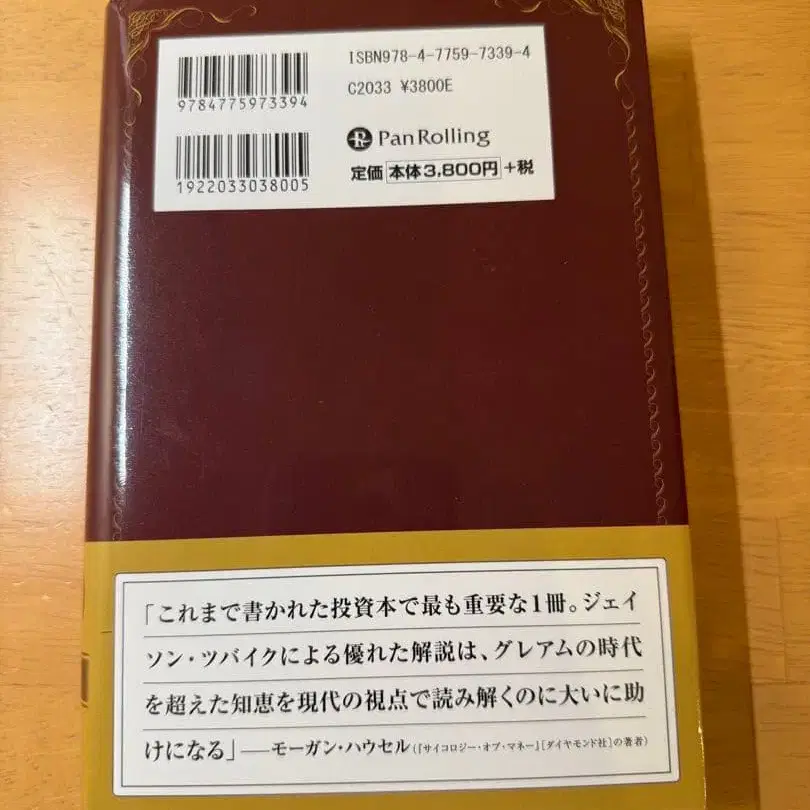 ISBN978-4-7759-7339-4
9784775973394
C2033 ¥3800E
PanRolling
定価 本体3,800円 +税
1922033038005
「これまで書かれた投資本で最も重要な1冊。ジェイ
ソン・ツバイクによる優れた解説は、グレアムの時代
を超えた知恵を現代の視点で読み解くのに大いに助
けになる」──モーガン・ハウセル(『サイコロジー・オブ・マネー』[ダイヤモンド社]の著者)